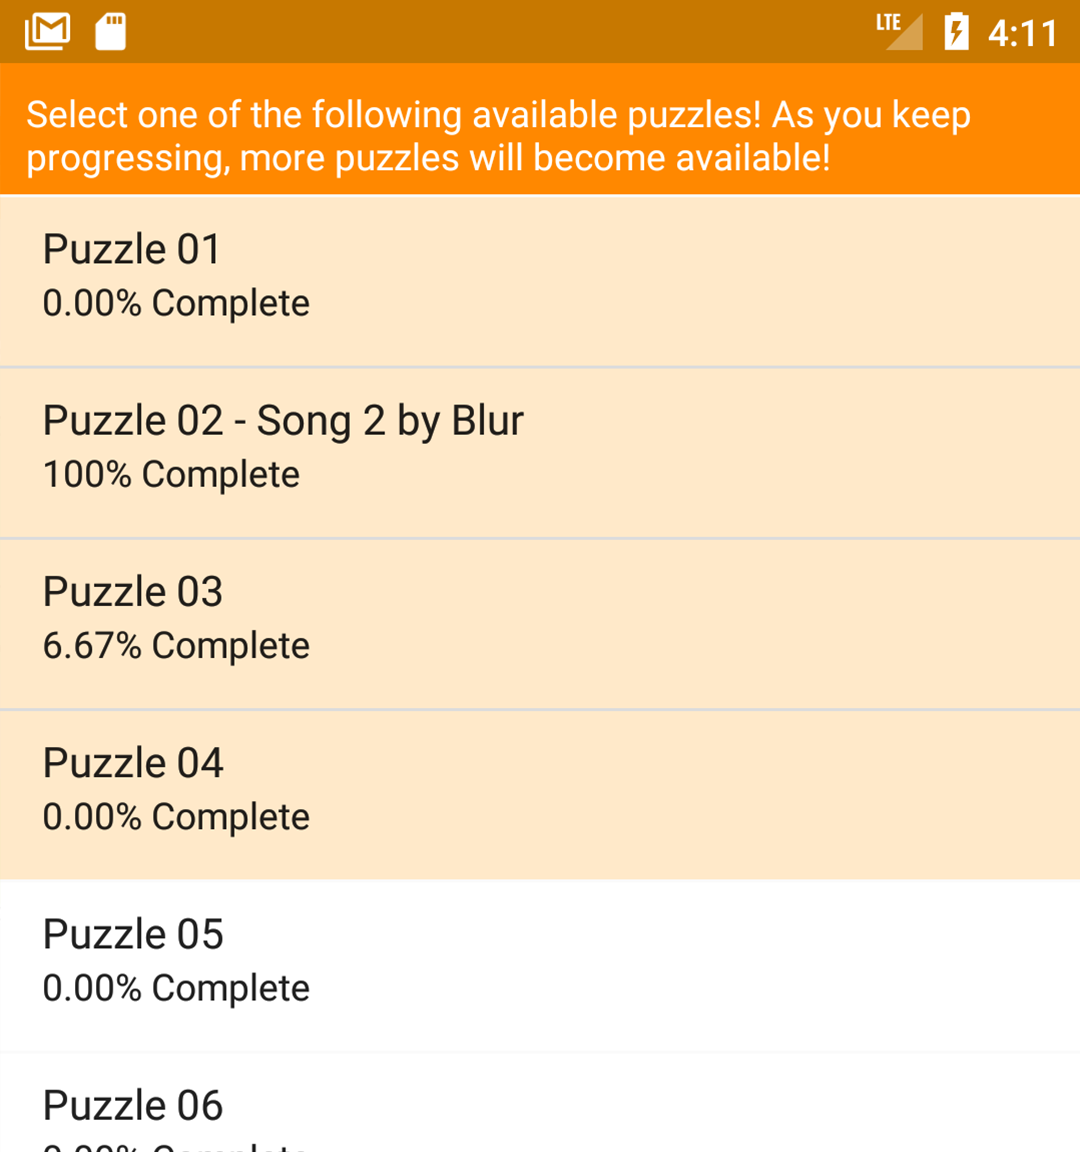 LTE 4:11
Select one of the following available puzzles! As you keep
progressing, more puzzles will become available!
Puzzle 01
0.00% Complete
Puzzle 02 - Song 2 by Blur
100% Complete
Puzzle 03
6.67% Complete
Puzzle 04
0.00% Complete
Puzzle 05
0.00% Complete
Puzzle 06